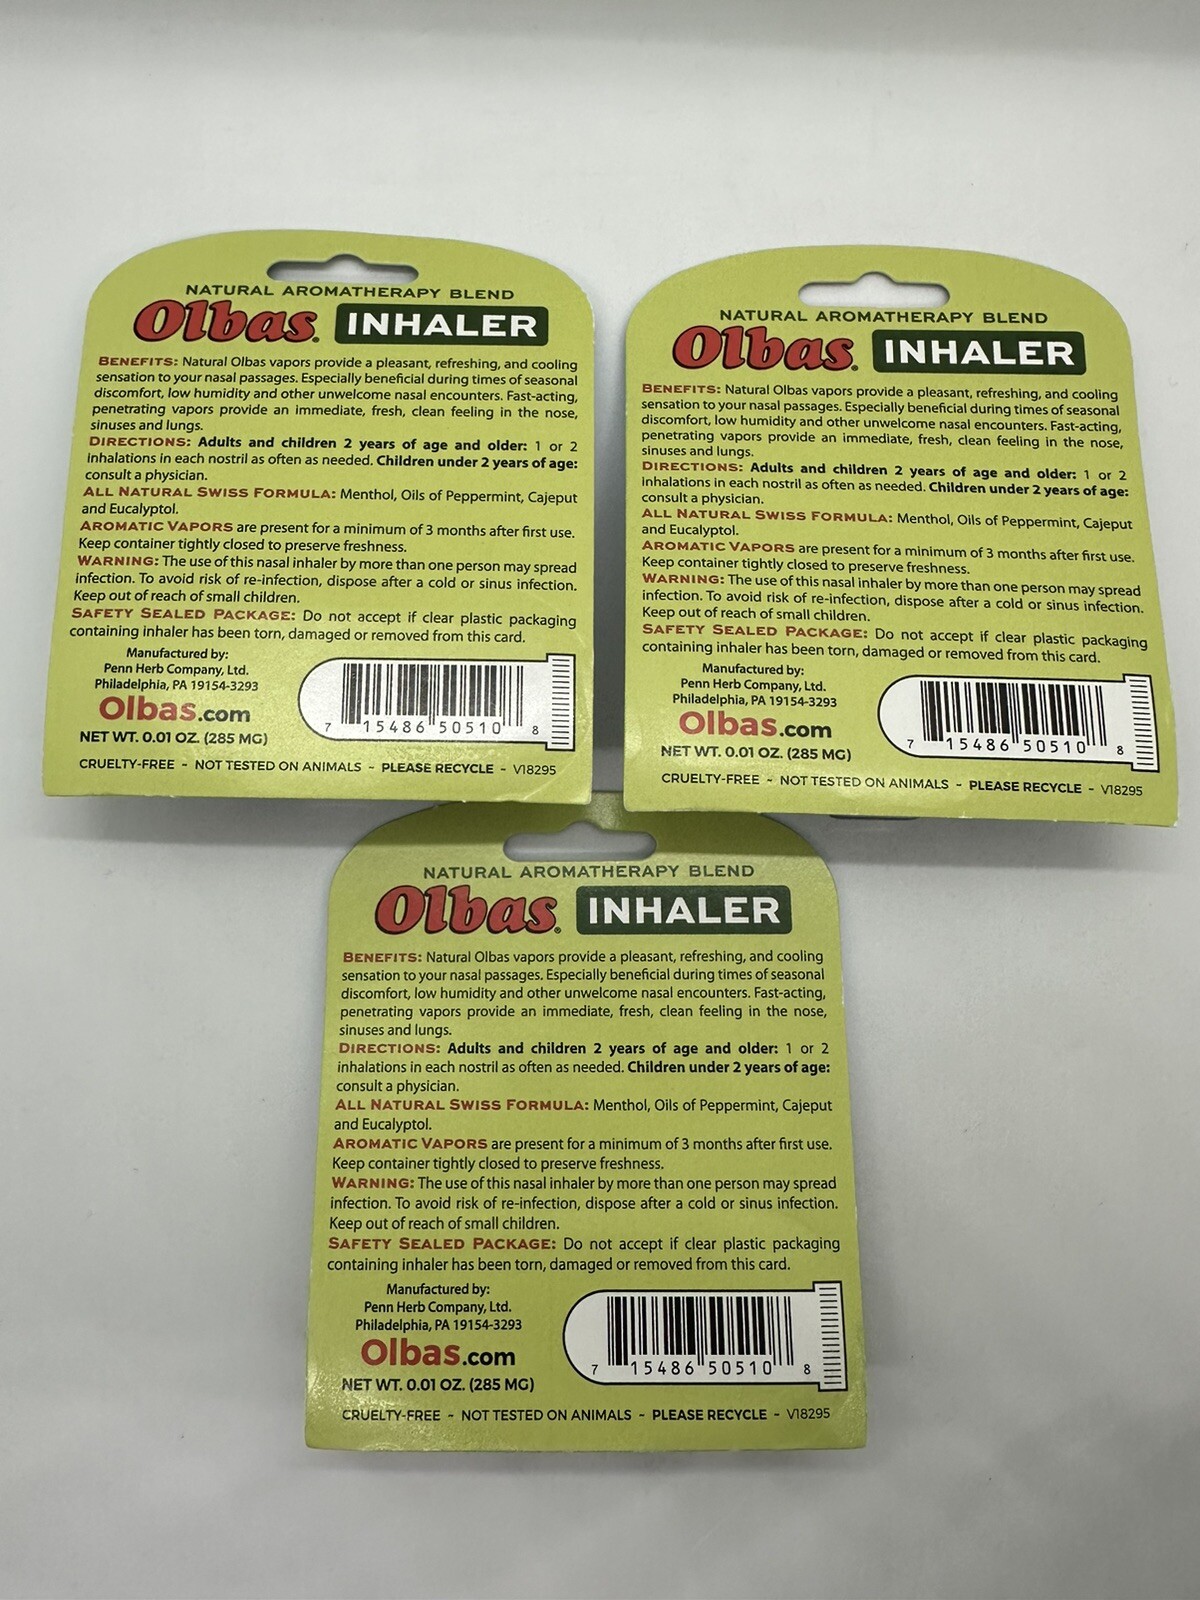 NATURAL AROMATHERAPY BLEND
Olbas® INHALER
BENEFITS: Natural Olbas vapors provide a pleasant, refreshing, and cooling
sensation to your nasal passages. Especially beneficial during times of seasonal
discomfort, low humidity and other unwelcome nasal encounters. Fast-acting,
penetrating vapors provide an immediate, fresh, clean feeling in the nose,
sinuses and lungs.
DIRECTIONS: Adults and children 2 years of age and older: 1 or 2
inhalations in each nostril as often as needed. Children under 2 years of age:
consult a physician.
ALL NATURAL SWISS FORMULA: Menthol, Oils of Peppermint, Cajeput
and Eucalyptol.
AROMATIC VAPORS are present for a minimum of 3 months after first use.
Keep container tightly closed to preserve freshness.
WARNING: The use of this nasal inhaler by more than one person may spread
infection. To avoid risk of re-infection, dispose after a cold or sinus infection.
Keep out of reach of small children.
SAFETY SEALED PACKAGE: Do not accept if clear plastic packaging
containing inhaler has been torn, damaged or removed from this card.
Manufactured by:
Penn Herb Company, Ltd.
Philadelphia, PA 19154-3293
Olbas.com
NET WT. 0.01 OZ. (285 MG)
7 15486 50510 8
CRUELTY-FREE - NOT TESTED ON ANIMALS - PLEASE RECYCLE - V18295
NATURAL AROMATHERAPY BLEND
Olbas® INHALER
BENEFITS: Natural Olbas vapors provide a pleasant, refreshing, and cooling
sensation to your nasal passages. Especially beneficial during times of seasonal
discomfort, low humidity and other unwelcome nasal encounters. Fast-acting,
penetrating vapors provide an immediate, fresh, clean feeling in the nose,
sinuses and lungs.
DIRECTIONS: Adults and children 2 years of age and older: 1 or 2
inhalations in each nostril as often as needed. Children under 2 years of age:
consult a physician.
ALL NATURAL SWISS FORMULA: Menthol, Oils of Peppermint, Cajeput
and Eucalyptol.
AROMATIC VAPORS are present for a minimum of 3 months after first use.
Keep container tightly closed to preserve freshness.
WARNING: The use of this nasal inhaler by more than one person may spread
infection. To avoid risk of re-infection, dispose after a cold or sinus infection.
Keep out of reach of small children.
SAFETY SEALED PACKAGE: Do not accept if clear plastic packaging
containing inhaler has been torn, damaged or removed from this card.
Manufactured by:
Penn Herb Company, Ltd.
Philadelphia, PA 19154-3293
Olbas.com
NET WT. 0.01 OZ. (285 MG)
7 15486 50510 8
CRUELTY-FREE - NOT TESTED ON ANIMALS - PLEASE RECYCLE - V18295
NATURAL AROMATHERAPY BLEND
Olbas® INHALER
BENEFITS: Natural Olbas vapors provide a pleasant, refreshing, and cooling
sensation to your nasal passages. Especially beneficial during times of seasonal
discomfort, low humidity and other unwelcome nasal encounters. Fast-acting,
penetrating vapors provide an immediate, fresh, clean feeling in the nose,
sinuses and lungs.
DIRECTIONS: Adults and children 2 years of age and older: 1 or 2
inhalations in each nostril as often as needed. Children under 2 years of age:
consult a physician.
ALL NATURAL SWISS FORMULA: Menthol, Oils of Peppermint, Cajeput
and Eucalyptol.
AROMATIC VAPORS are present for a minimum of 3 months after first use.
Keep container tightly closed to preserve freshness.
WARNING: The use of this nasal inhaler by more than one person may spread
infection. To avoid risk of re-infection, dispose after a cold or sinus infection.
Keep out of reach of small children.
SAFETY SEALED PACKAGE: Do not accept if clear plastic packaging
containing inhaler has been torn, damaged or removed from this card.
Manufactured by:
Penn Herb Company, Ltd.
Philadelphia, PA 19154-3293
Olbas.com
NET WT. 0.01 OZ. (285 MG)
7 15486 50510 8
CRUELTY-FREE - NOT TESTED ON ANIMALS - PLEASE RECYCLE - V18295